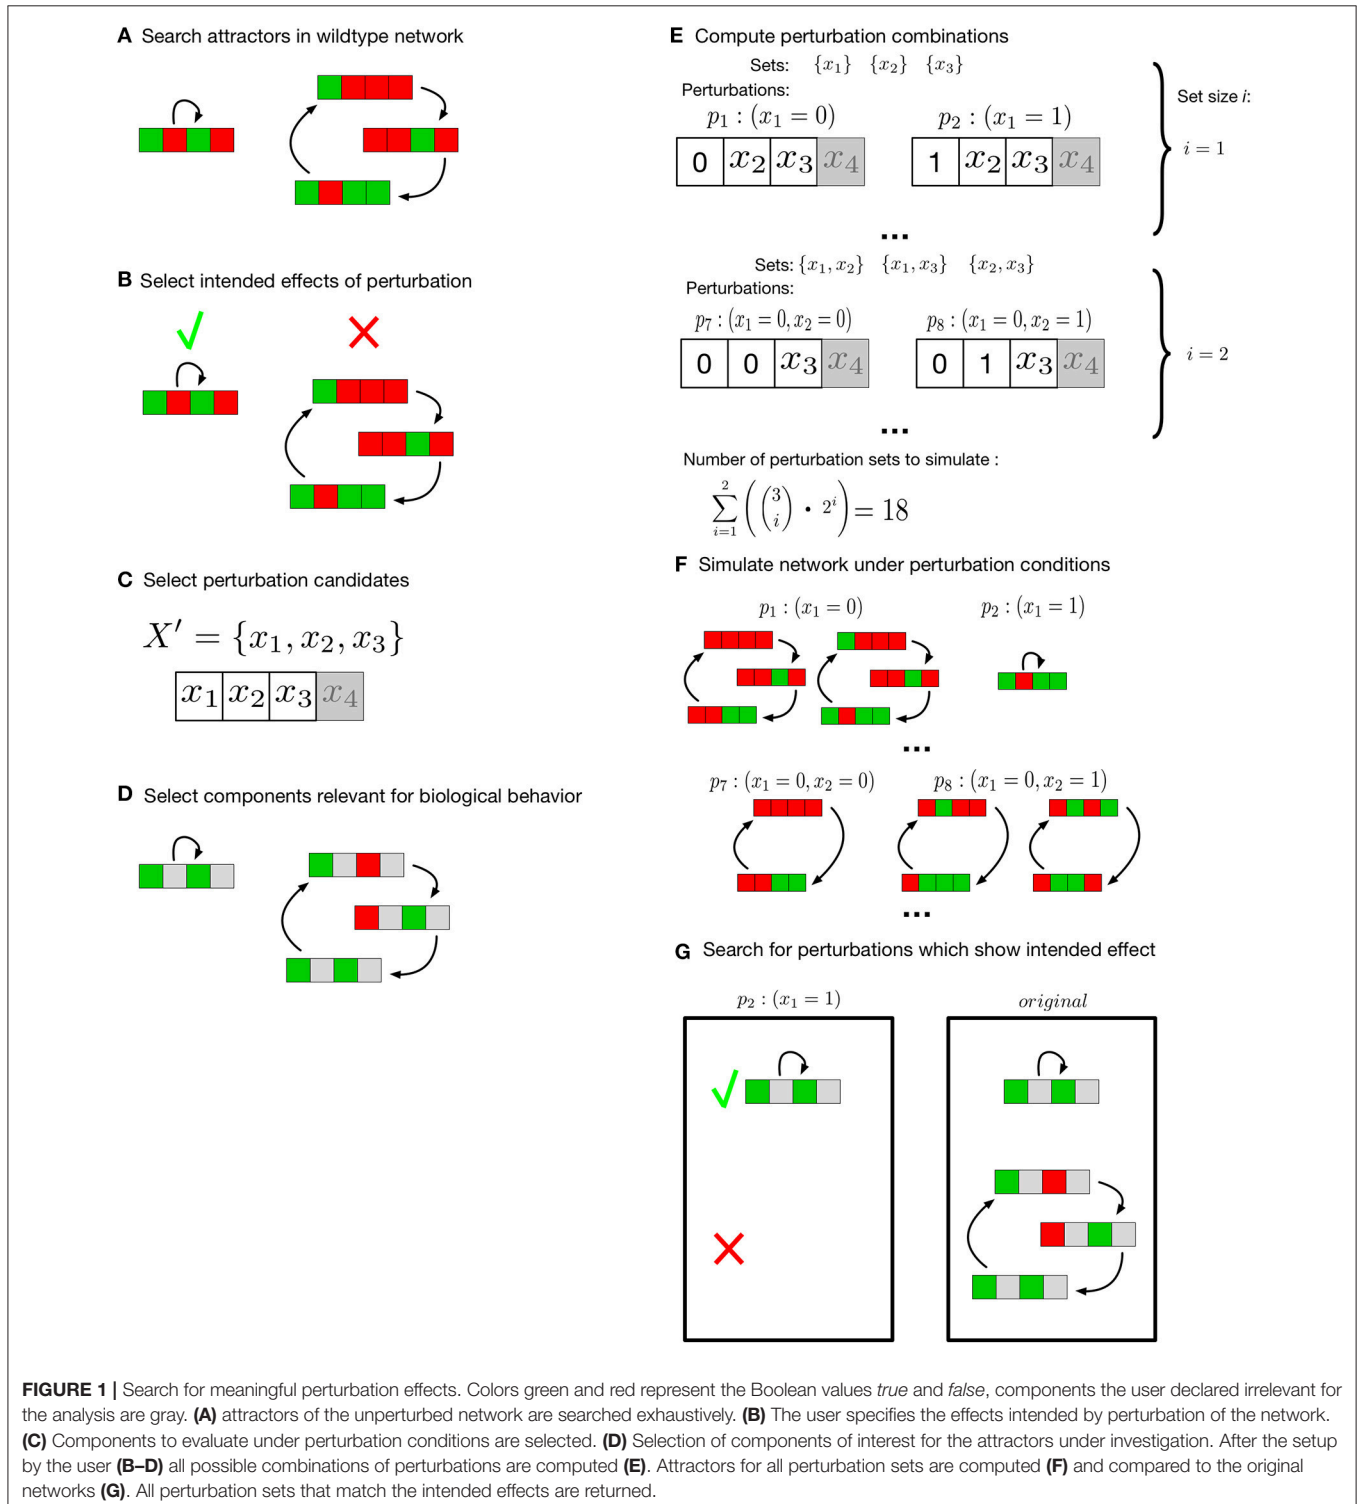 A Search attractors in wildtype network
B Select intended effects of perturbation
C Select perturbation candidates
X′ = {x₁, x₂, x₃}
x₁ x₂ x₃ x₄
D Select components relevant for biological behavior
E Compute perturbation combinations
Sets: {x₁} {x₂} {x₃}
Perturbations:
Set size i:
p₁ : (x₁ = 0) p₂ : (x₁ = 1)
0 x₂ x₃ x₄ 1 x₂ x₃ x₄
i = 1
...
Sets: {x₁, x₂} {x₁, x₃} {x₂, x₃}
Perturbations:
p₇ : (x₁ = 0, x₂ = 0) p₈ : (x₁ = 0, x₂ = 1)
0 0 x₃ x₄ 0 1 x₃ x₄
i = 2
...
Number of perturbation sets to simulate :
∑_{i=1}^{2} ( (3 i) · 2ⁱ ) = 18
F Simulate network under perturbation conditions
p₁ : (x₁ = 0) p₂ : (x₁ = 1)
...
p₇ : (x₁ = 0, x₂ = 0) p₈ : (x₁ = 0, x₂ = 1)
...
G Search for perturbations which show intended effect
p₂ : (x₁ = 1) original
FIGURE 1 | Search for meaningful perturbation effects. Colors green and red represent the Boolean values true and false, components the user declared irrelevant for
the analysis are gray. (A) attractors of the unperturbed network are searched exhaustively. (B) The user specifies the effects intended by perturbation of the network.
(C) Components to evaluate under perturbation conditions are selected. (D) Selection of components of interest for the attractors under investigation. After the setup
by the user (B–D) all possible combinations of perturbations are computed (E). Attractors for all perturbation sets are computed (F) and compared to the original
networks (G). All perturbation sets that match the intended effects are returned.